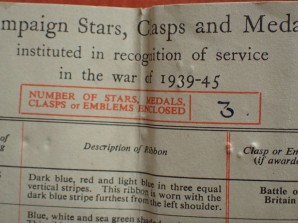 mpaign Stars, Clasps and Meda
instituted in recognition of service
in the war of 1939-45
NUMBER OF STARS, MEDALS,
CLASPS or EMBLEMS ENCLOSED
3.
of
Description of Ribbon
Clasp or Em
(if awarde
Dark blue, red and light blue in three equal
vertical stripes. This ribbon is worn with the
dark blue stripe furthest from the left shoulder.
Battle o
Britain
Blue, white and sea green shad